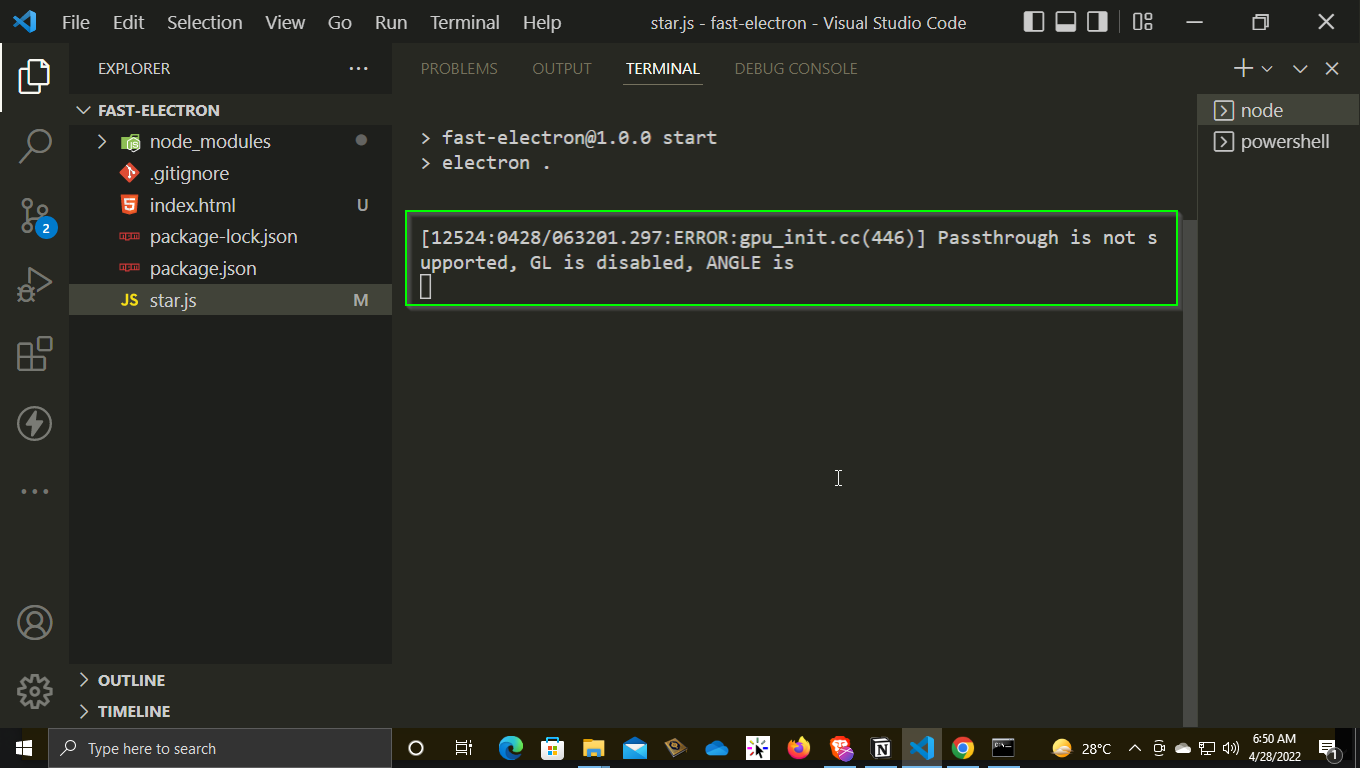 File Edit Selection View Go Run Terminal Help
star.js - fast-electron - Visual Studio Code
EXPLORER
FAST-ELECTRON
node_modules
.gitignore
index.html U
package-lock.json
package.json
JS star.js M
2
OUTLINE
TIMELINE
PROBLEMS OUTPUT TERMINAL DEBUG CONSOLE
> fast-electron@1.0.0 start
> electron .
[12524:0428/063201.297:ERROR:gpu_init.cc(446)] Passthrough is not s
upported, GL is disabled, ANGLE is
node
powershell
Type here to search
28°C
6:50 AM
4/28/2022
1